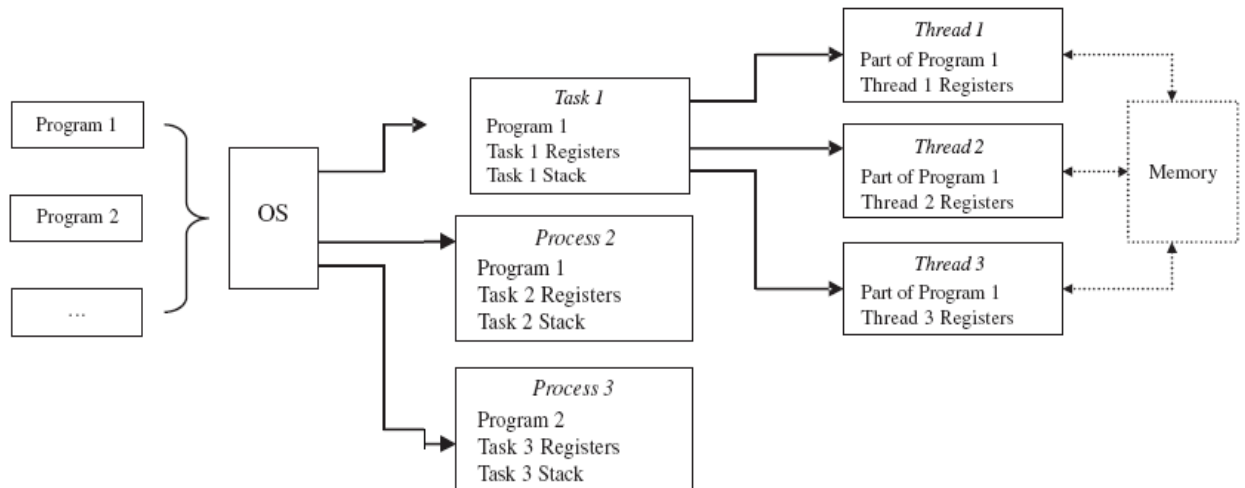 Program 1
Program 2
...
OS
Task 1
Program 1
Task 1 Registers
Task 1 Stack
Process 2
Program 1
Task 2 Registers
Task 2 Stack
Process 3
Program 2
Task 3 Registers
Task 3 Stack
Thread 1
Part of Program 1
Thread 1 Registers
Thread 2
Part of Program 1
Thread 2 Registers
Thread 3
Part of Program 1
Thread 3 Registers
Memory